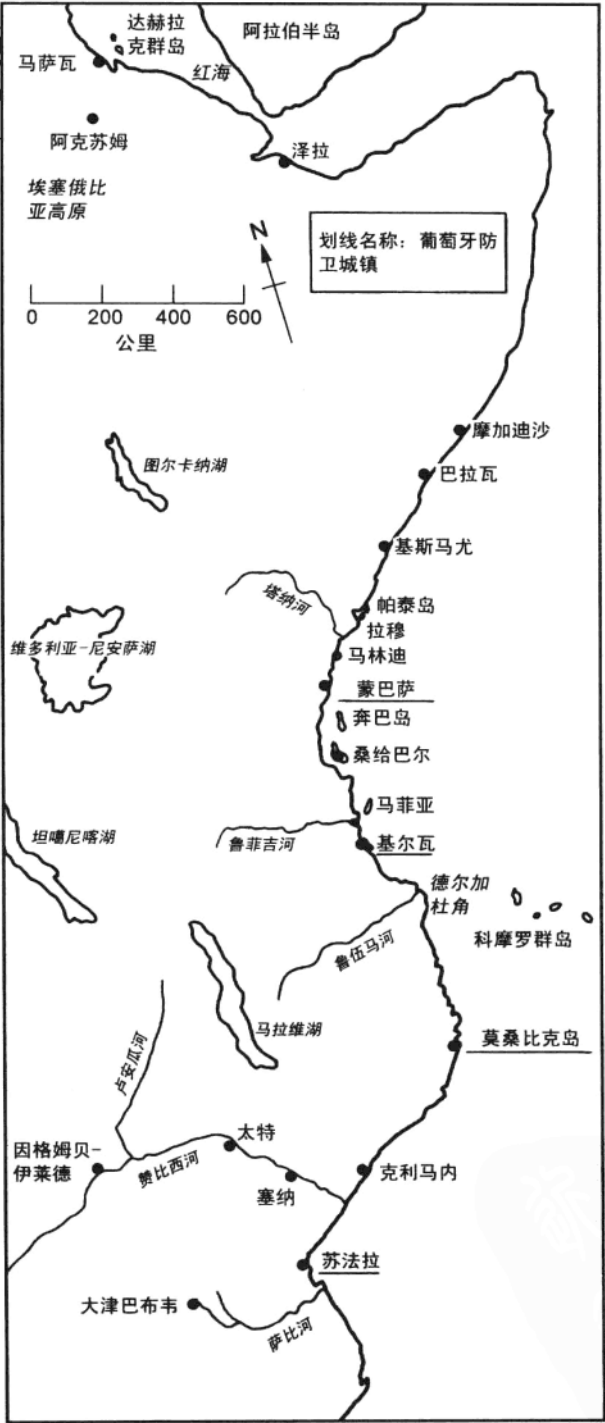 达赫拉
克群岛
阿拉伯半岛
马萨瓦
红海
阿克苏姆
泽拉
埃塞俄比
亚高原
N
划线名称：葡萄牙防
卫城镇
0 200 400 600
公里
摩加迪沙
图尔卡纳湖
巴拉瓦
基斯马尤
塔纳河
帕泰岛
拉穆
维多利亚-尼安萨湖
马林迪
蒙巴萨
奔巴岛
桑给巴尔
马菲亚
坦噶尼喀湖
鲁菲吉河
基尔瓦
德尔加
杜角
科摩罗群岛
鲁伍马河
马拉维湖
莫桑比克岛
卢安瓜河
太特
因格姆贝-
伊莱德
赞比西河
克利马内
塞纳
苏法拉
大津巴布韦
萨比河